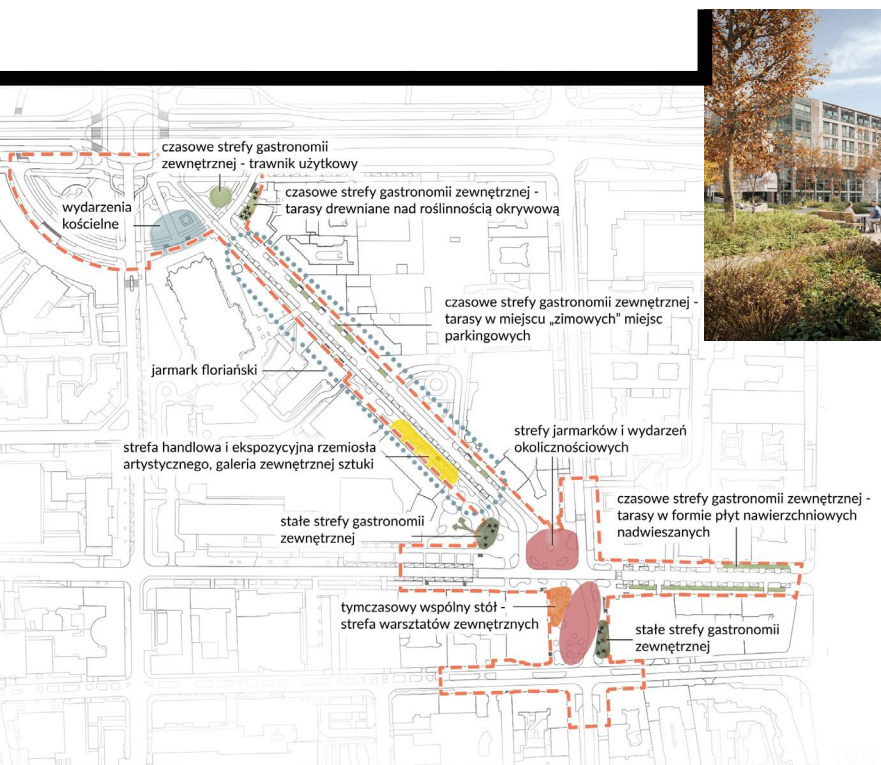 czasowe strefy gastronomii
zewnętrznej - trawnik użytkowy
czasowe strefy gastronomii zewnętrznej -
tarasy drewniane nad roślinnością okrywową
wydarzenia
kościelne
czasowe strefy gastronomii zewnętrznej -
tarasy w miejscu „zimowych” miejsc
parkingowych
jarmark floriański
strefy jarmarków i wydarzeń
okolicznościowych
strefa handlowa i ekspozycyjna rzemiosła
artystycznego, galeria zewnętrznej sztuki
czasowe strefy gastronomii zewnętrznej -
tarasy w formie płyt nawierzchniowych
nadwieszanych
stałe strefy gastronomii
zewnętrznej
tymczasowy wspólny stół -
strefa warsztatów zewnętrznych
stałe strefy gastronomii
zewnętrznej